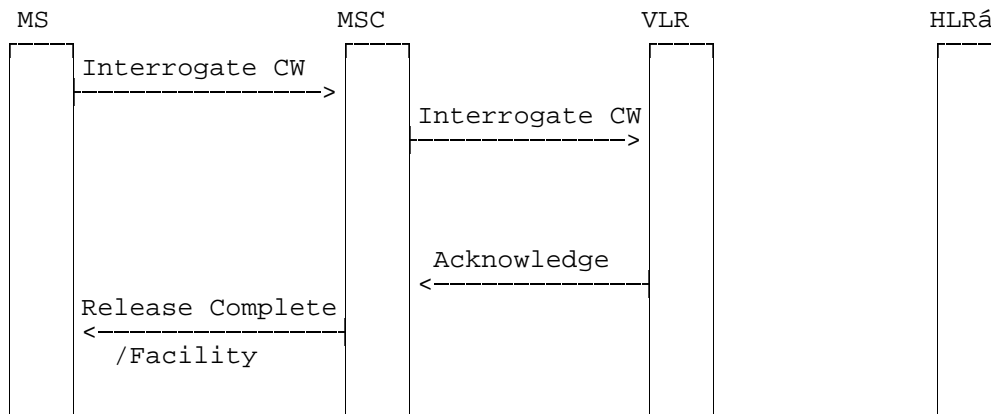 MS MSC VLR HLRá
Interrogate CW
Interrogate CW
Acknowledge
Release Complete
/Facility